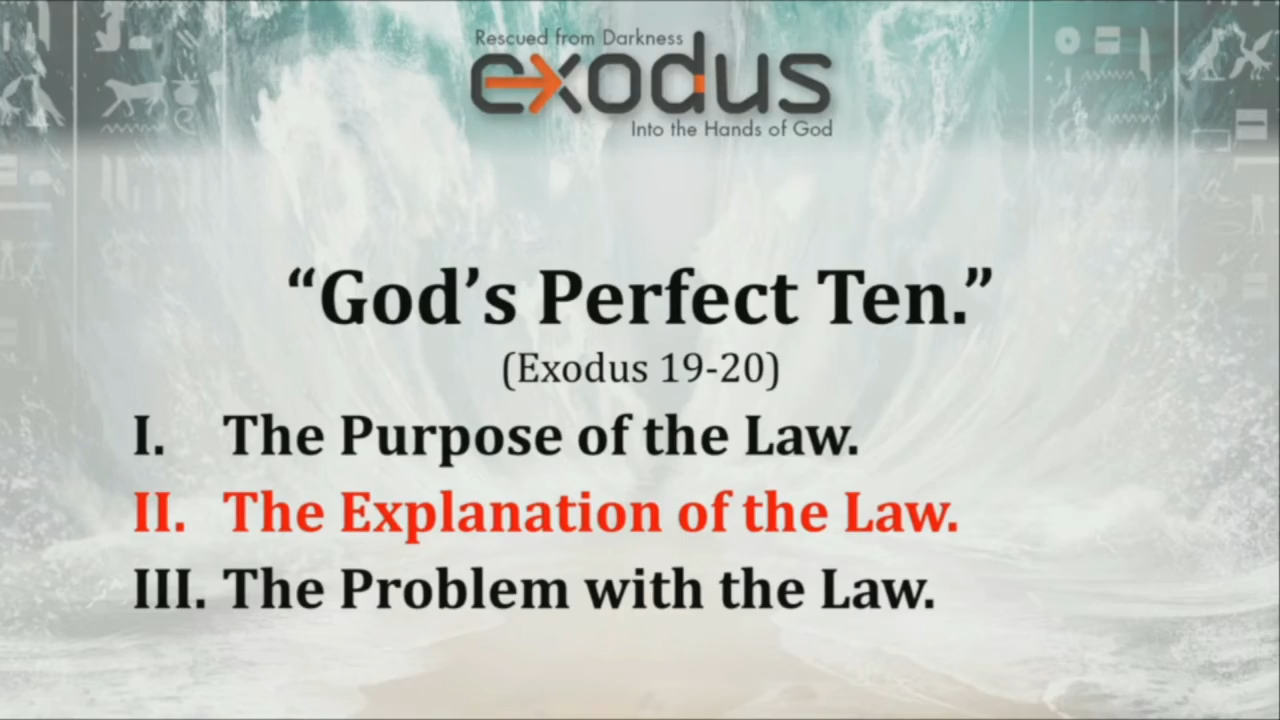 Rescued from Darkness
exodus
Into the Hands of God
“God’s Perfect Ten.”
(Exodus 19-20)
I. The Purpose of the Law.
II. The Explanation of the Law.
III. The Problem with the Law.